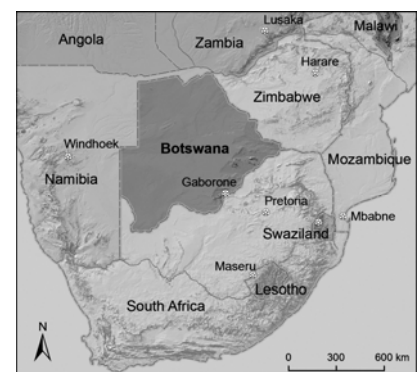 Lusaka
Malawi
Angola
Zambia
Harare
Zimbabwe
Windhoek
Botswana
Mozambique
Namibia
Gaborone
Pretoria
Mbabne
Swaziland
Maseru
Lesotho
South Africa
N
0 300 600 km